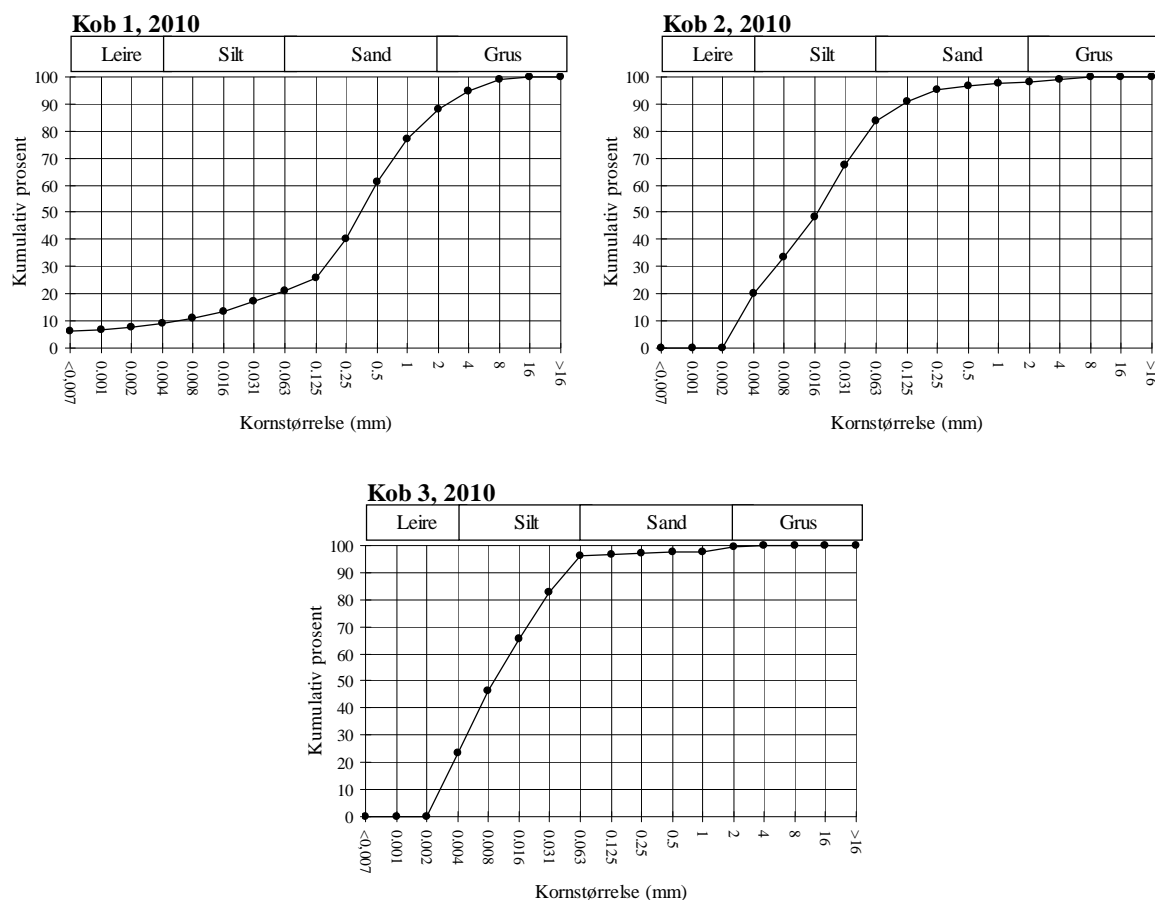 Kob 1, 2010
Leire Silt Sand Grus
100
90
80
70
60
50
40
30
20
10
0
Kumulativ prosent
<0,007 0.001 0.002 0.004 0.008 0.016 0.031 0.063 0.125 0.25 0.5 1 2 4 8 16 >16
Kornstørrelse (mm)
Kob 2, 2010
Leire Silt Sand Grus
100
90
80
70
60
50
40
30
20
10
0
Kumulativ prosent
<0,007 0.001 0.002 0.004 0.008 0.016 0.031 0.063 0.125 0.25 0.5 1 2 4 8 16 >16
Kornstørrelse (mm)
Kob 3, 2010
Leire Silt Sand Grus
100
90
80
70
60
50
40
30
20
10
0
Kumulativ prosent
<0,007 0.001 0.002 0.004 0.008 0.016 0.031 0.063 0.125 0.25 0.5 1 2 4 8 16 >16
Kornstørrelse (mm)